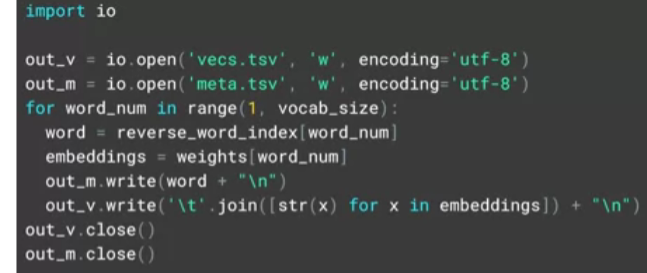 import io

out_v = io.open('vecs.tsv', 'w', encoding='utf-8')
out_m = io.open('meta.tsv', 'w', encoding='utf-8')
for word_num in range(1, vocab_size):
  word = reverse_word_index[word_num]
  embeddings = weights[word_num]
  out_m.write(word + "\n")
  out_v.write('\t'.join([str(x) for x in embeddings]) + "\n")
out_v.close()
out_m.close()